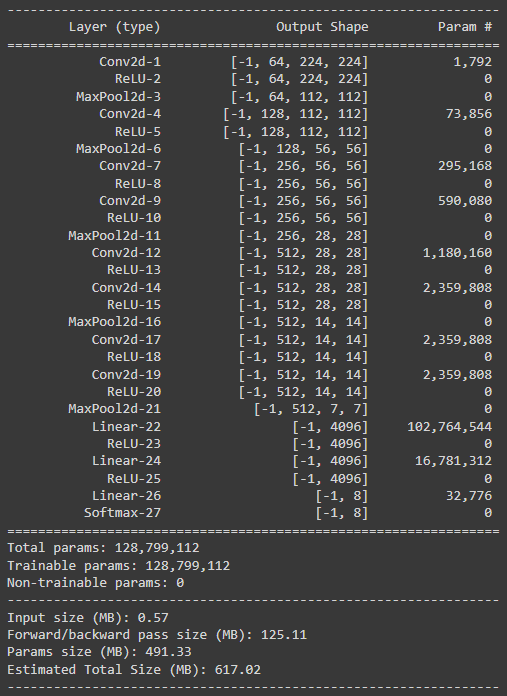 ----------------------------------------------------------------
        Layer (type)               Output Shape         Param #
================================================================
            Conv2d-1         [-1, 64, 224, 224]           1,792
              ReLU-2         [-1, 64, 224, 224]               0
         MaxPool2d-3         [-1, 64, 112, 112]               0
            Conv2d-4        [-1, 128, 112, 112]          73,856
              ReLU-5        [-1, 128, 112, 112]               0
         MaxPool2d-6          [-1, 128, 56, 56]               0
            Conv2d-7          [-1, 256, 56, 56]         295,168
              ReLU-8          [-1, 256, 56, 56]               0
            Conv2d-9          [-1, 256, 56, 56]         590,080
             ReLU-10          [-1, 256, 56, 56]               0
        MaxPool2d-11          [-1, 256, 28, 28]               0
           Conv2d-12          [-1, 512, 28, 28]       1,180,160
             ReLU-13          [-1, 512, 28, 28]               0
           Conv2d-14          [-1, 512, 28, 28]       2,359,808
             ReLU-15          [-1, 512, 28, 28]               0
        MaxPool2d-16          [-1, 512, 14, 14]               0
           Conv2d-17          [-1, 512, 14, 14]       2,359,808
             ReLU-18          [-1, 512, 14, 14]               0
           Conv2d-19          [-1, 512, 14, 14]       2,359,808
             ReLU-20          [-1, 512, 14, 14]               0
        MaxPool2d-21            [-1, 512, 7, 7]               0
           Linear-22                 [-1, 4096]     102,764,544
             ReLU-23                 [-1, 4096]               0
           Linear-24                 [-1, 4096]      16,781,312
             ReLU-25                 [-1, 4096]               0
           Linear-26                    [-1, 8]          32,776
          Softmax-27                    [-1, 8]               0
================================================================
Total params: 128,799,112
Trainable params: 128,799,112
Non-trainable params: 0
----------------------------------------------------------------
Input size (MB): 0.57
Forward/backward pass size (MB): 125.11
Params size (MB): 491.33
Estimated Total Size (MB): 617.02
----------------------------------------------------------------